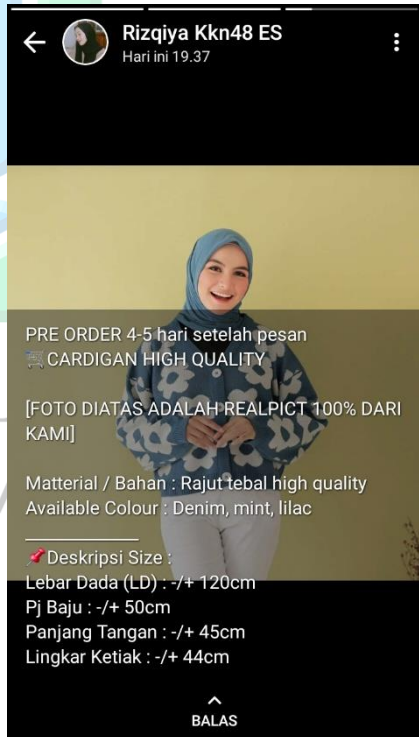 Rizqiya Kkn48 ES
Hari ini 19.37
PRE ORDER 4-5 hari setelah pesan
🛒CARDIGAN HIGH QUALITY
[FOTO DIATAS ADALAH REALPICT 100% DARI
KAMI]
Matterial / Bahan : Rajut tebal high quality
Available Colour : Denim, mint, lilac
____________
📌Deskripsi Size :
Lebar Dada (LD) : -/+ 120cm
Pj Baju : -/+ 50cm
Panjang Tangan : -/+ 45cm
Lingkar Ketiak : -/+ 44cm
BALAS